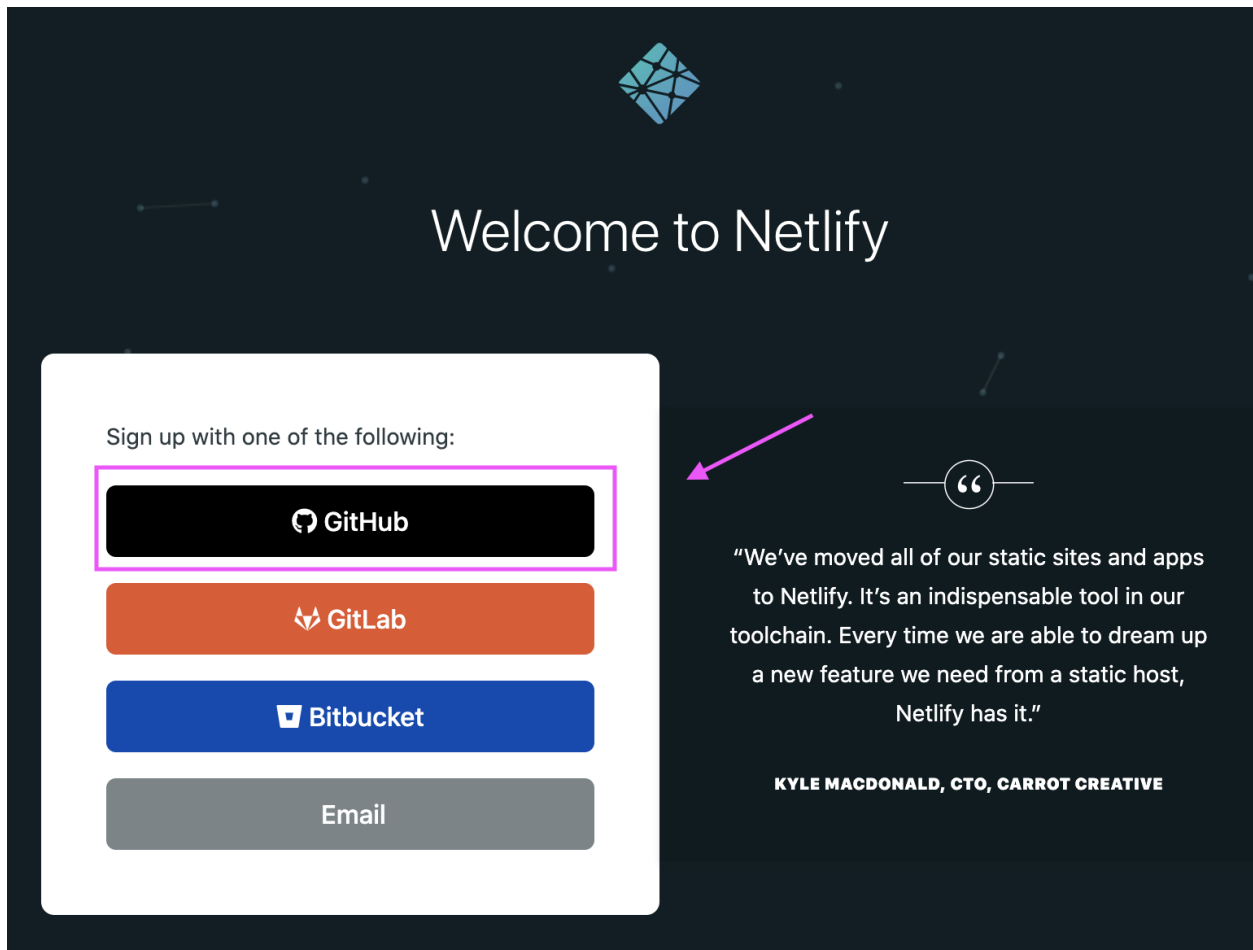 Welcome to Netlify
Sign up with one of the following:
GitHub
GitLab
Bitbucket
Email
“We’ve moved all of our static sites and apps
to Netlify. It’s an indispensable tool in our
toolchain. Every time we are able to dream up
a new feature we need from a static host,
Netlify has it.”
KYLE MACDONALD, CTO, CARROT CREATIVE